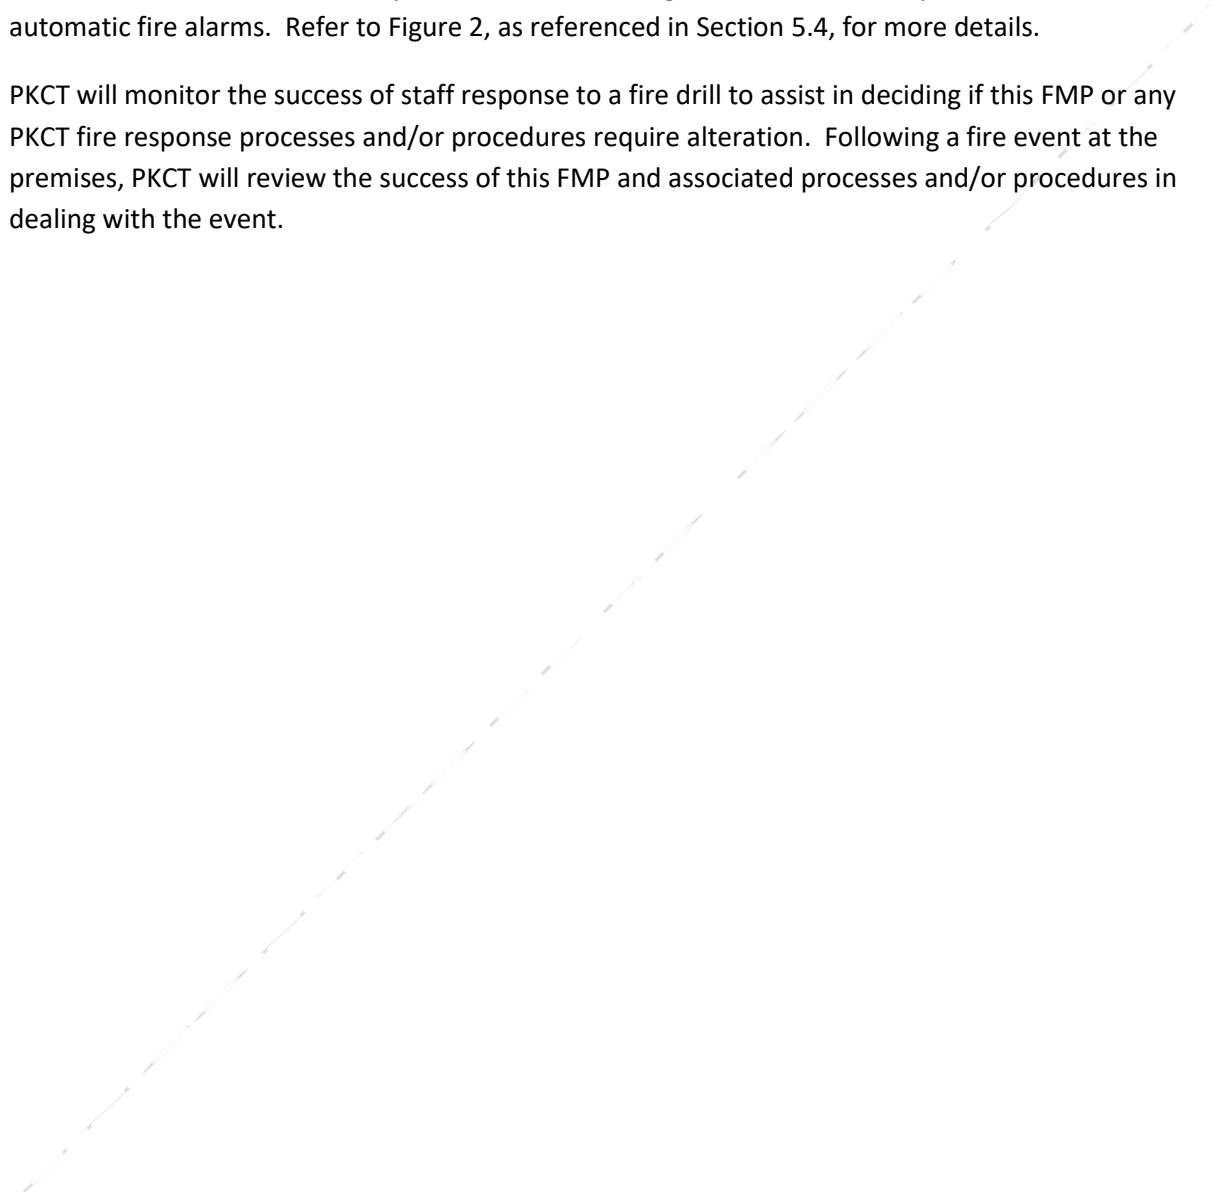 automatic fire alarms.  Refer to Figure 2, as referenced in Section 5.4, for more details.
PKCT will monitor the success of staff response to a fire drill to assist in deciding if this FMP or any
PKCT fire response processes and/or procedures require alteration.  Following a fire event at the
premises, PKCT will review the success of this FMP and associated processes and/or procedures in
dealing with the event.